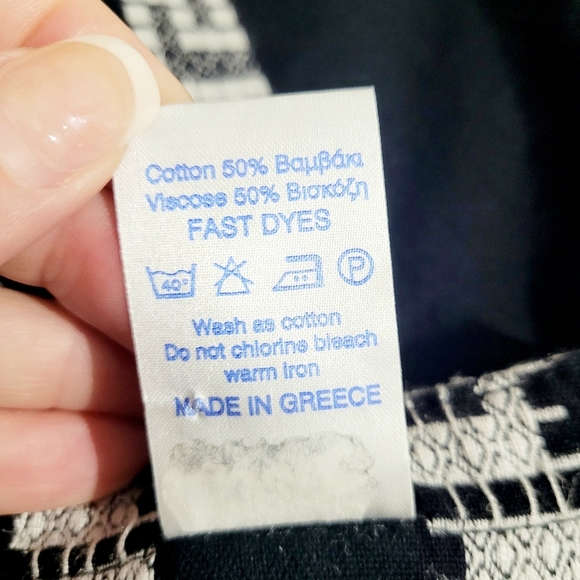 Cotton 50% Βαμβάκι
Viscose 50% Βισκόζη
FAST DYES
40° P
Wash as cotton
Do not chlorine bleach
warm iron
MADE IN GREECE